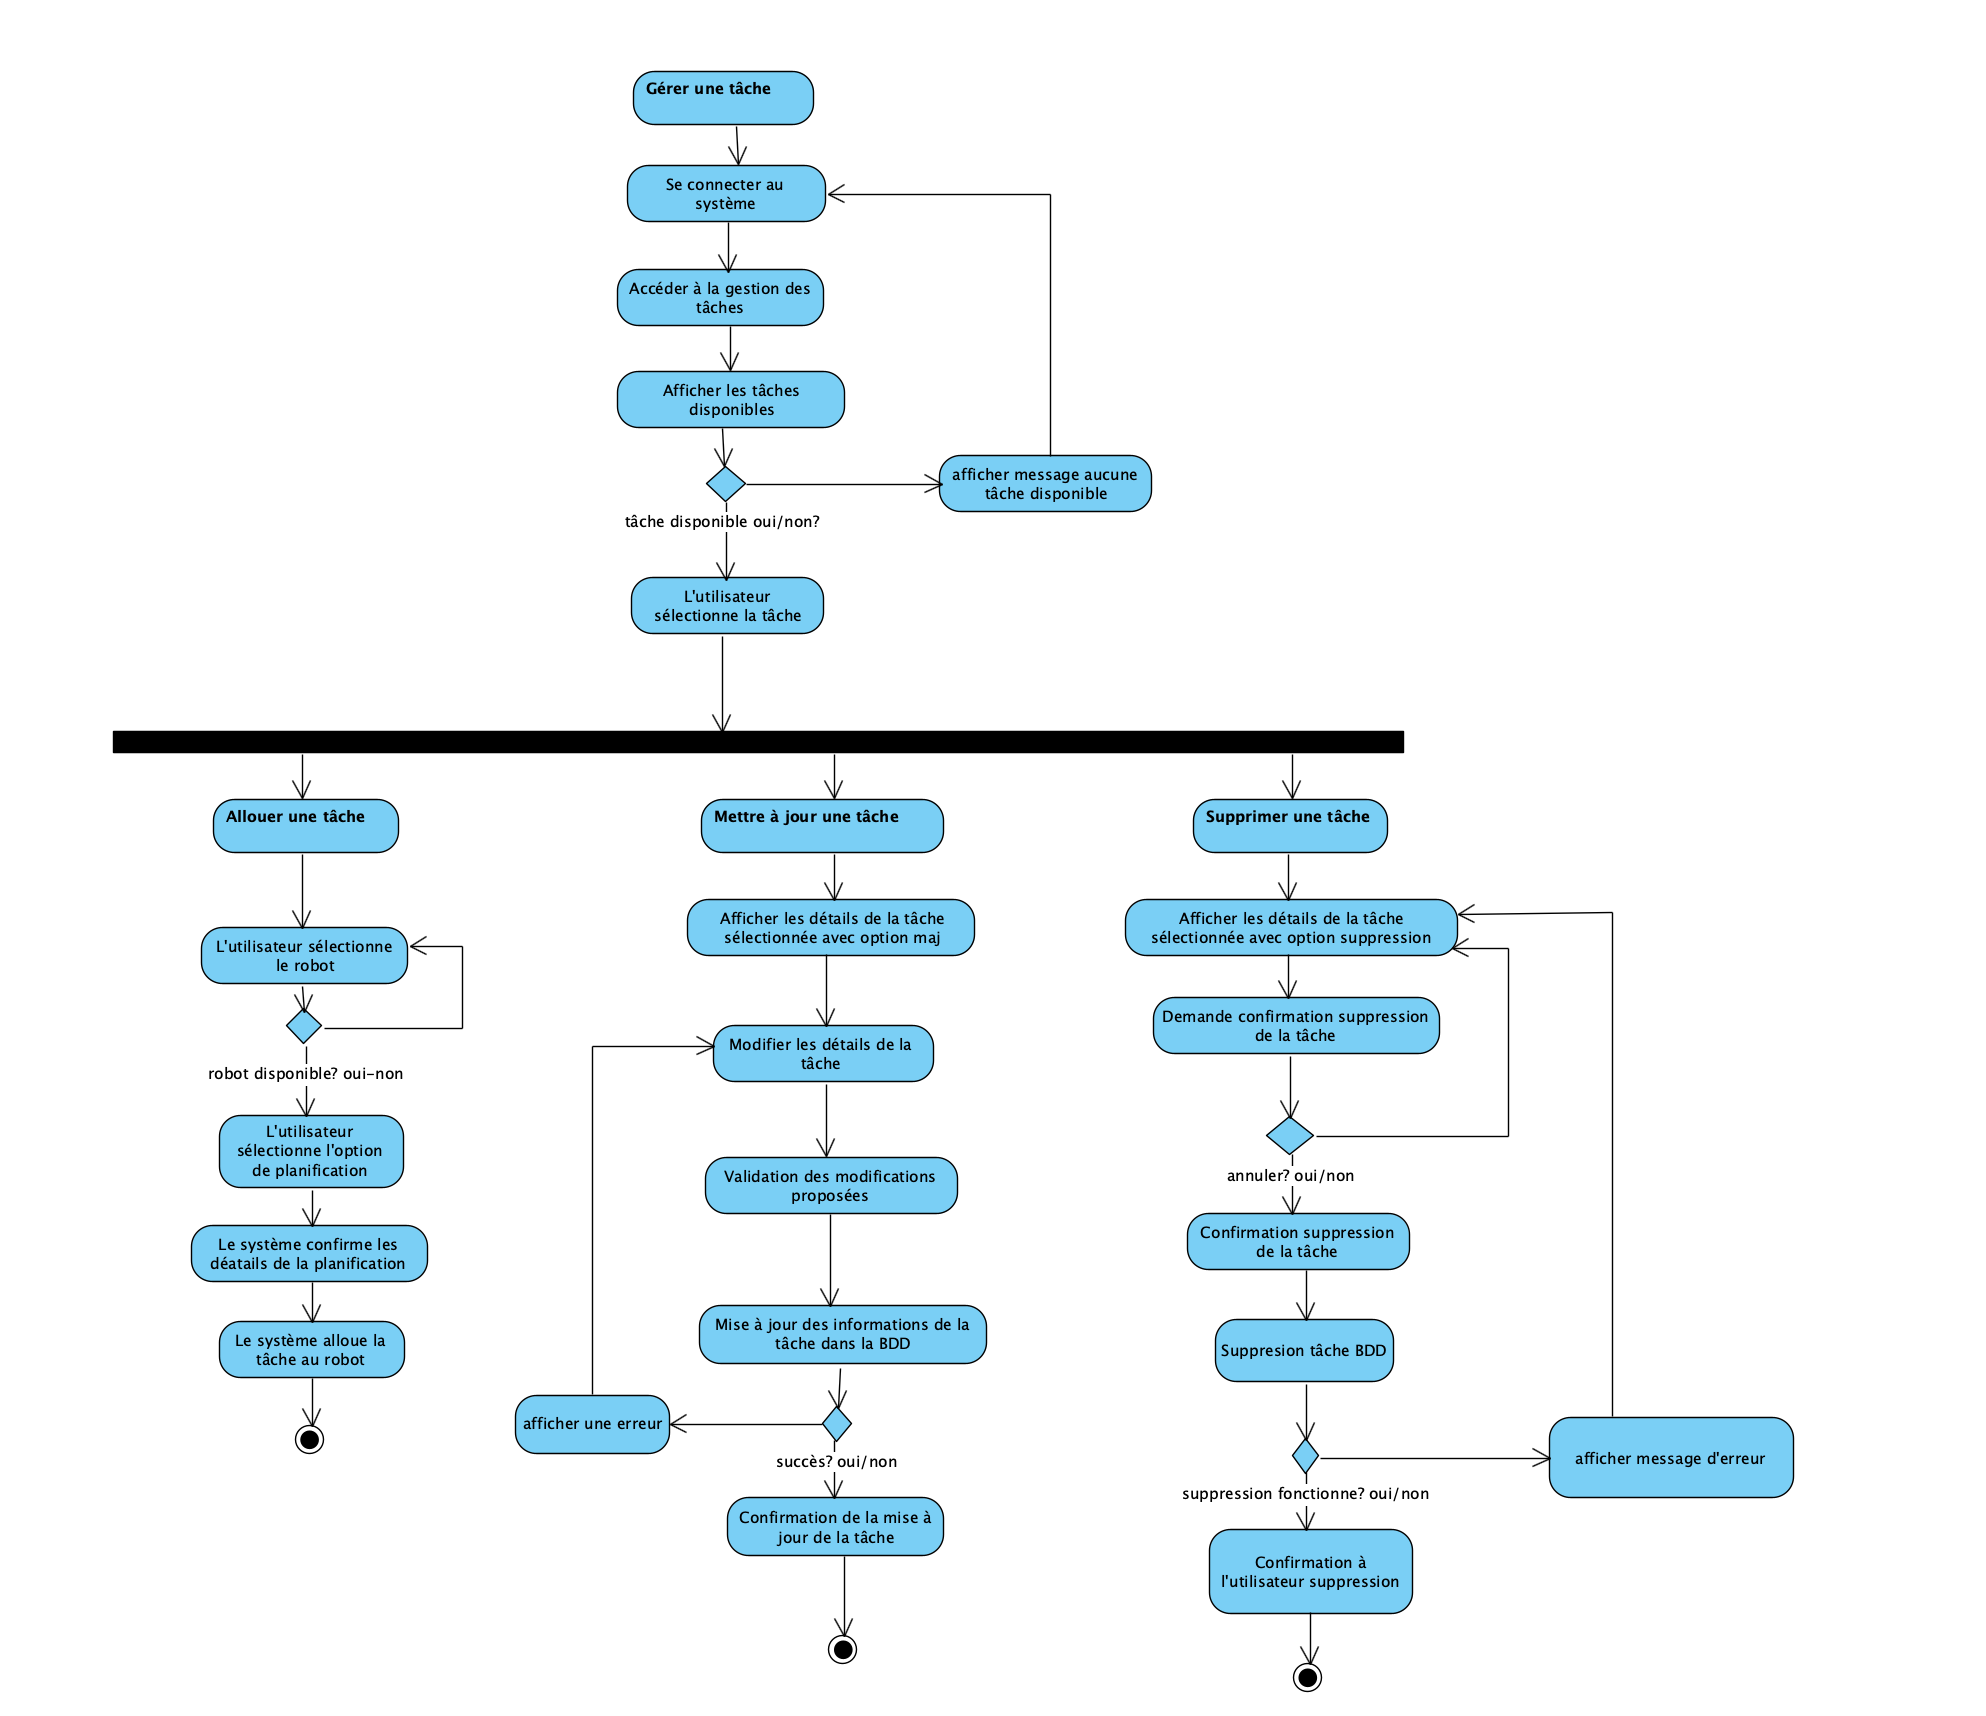 Gérer une tâche
Se connecter au
système
Accéder à la gestion des
tâches
Afficher les tâches
disponibles
afficher message aucune
tâche disponible
tâche disponible oui/non?
L'utilisateur
sélectionne la tâche
Allouer une tâche
L'utilisateur sélectionne
le robot
robot disponible? oui-non
L'utilisateur
sélectionne l'option
de planification
Le système confirme les
déatails de la planification
Le système alloue la
tâche au robot
Mettre à jour une tâche
Afficher les détails de la tâche
sélectionnée avec option maj
Modifier les détails de la
tâche
Validation des modifications
proposées
Mise à jour des informations de la
tâche dans la BDD
afficher une erreur
succès? oui/non
Confirmation de la mise à
jour de la tâche
Supprimer une tâche
Afficher les détails de la tâche
sélectionnée avec option suppression
Demande confirmation suppression
de la tâche
annuler? oui/non
Confirmation suppression
de la tâche
Suppresion tâche BDD
afficher message d'erreur
suppression fonctionne? oui/non
Confirmation à
l'utilisateur suppression